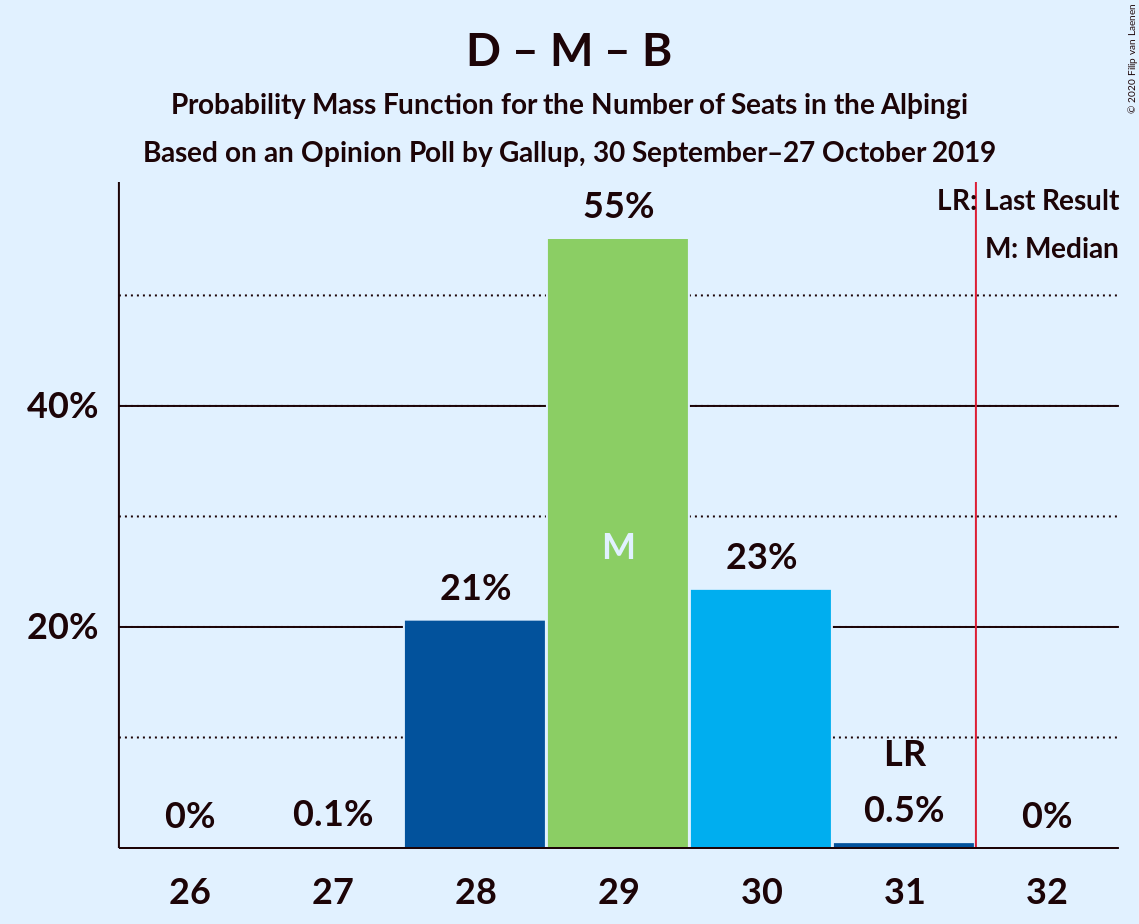 D – M – B
Probability Mass Function for the Number of Seats in the Alþingi
Based on an Opinion Poll by Gallup, 30 September–27 October 2019
© 2020 Filip van Laenen
LR: Last Result
M: Median
55%
40%
M
23%
21%
20%
LR
0%
0.1%
0.5%
0%
26 27 28 29 30 31 32